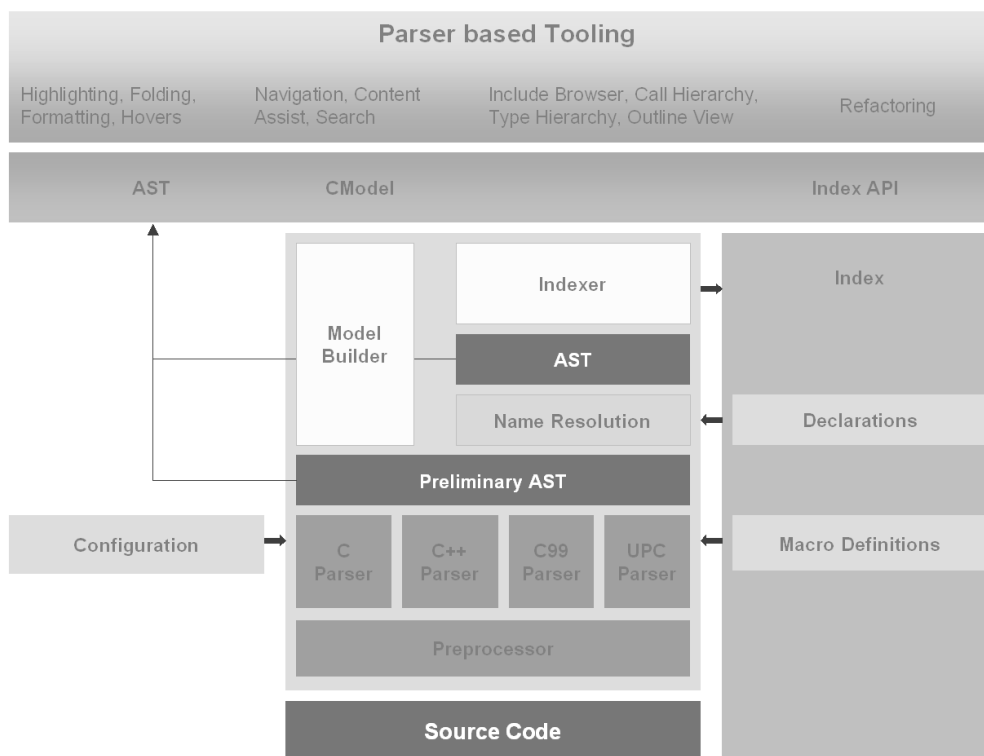 Parser based Tooling
Highlighting, Folding,
Formatting, Hovers
Navigation, Content
Assist, Search
Include Browser, Call Hierarchy,
Type Hierarchy, Outline View
Refactoring
AST
CModel
Index API
Model
Builder
Indexer
Index
AST
Name Resolution
Declarations
Preliminary AST
Configuration
C
Parser
C++
Parser
C99
Parser
UPC
Parser
Macro Definitions
Preprocessor
Source Code